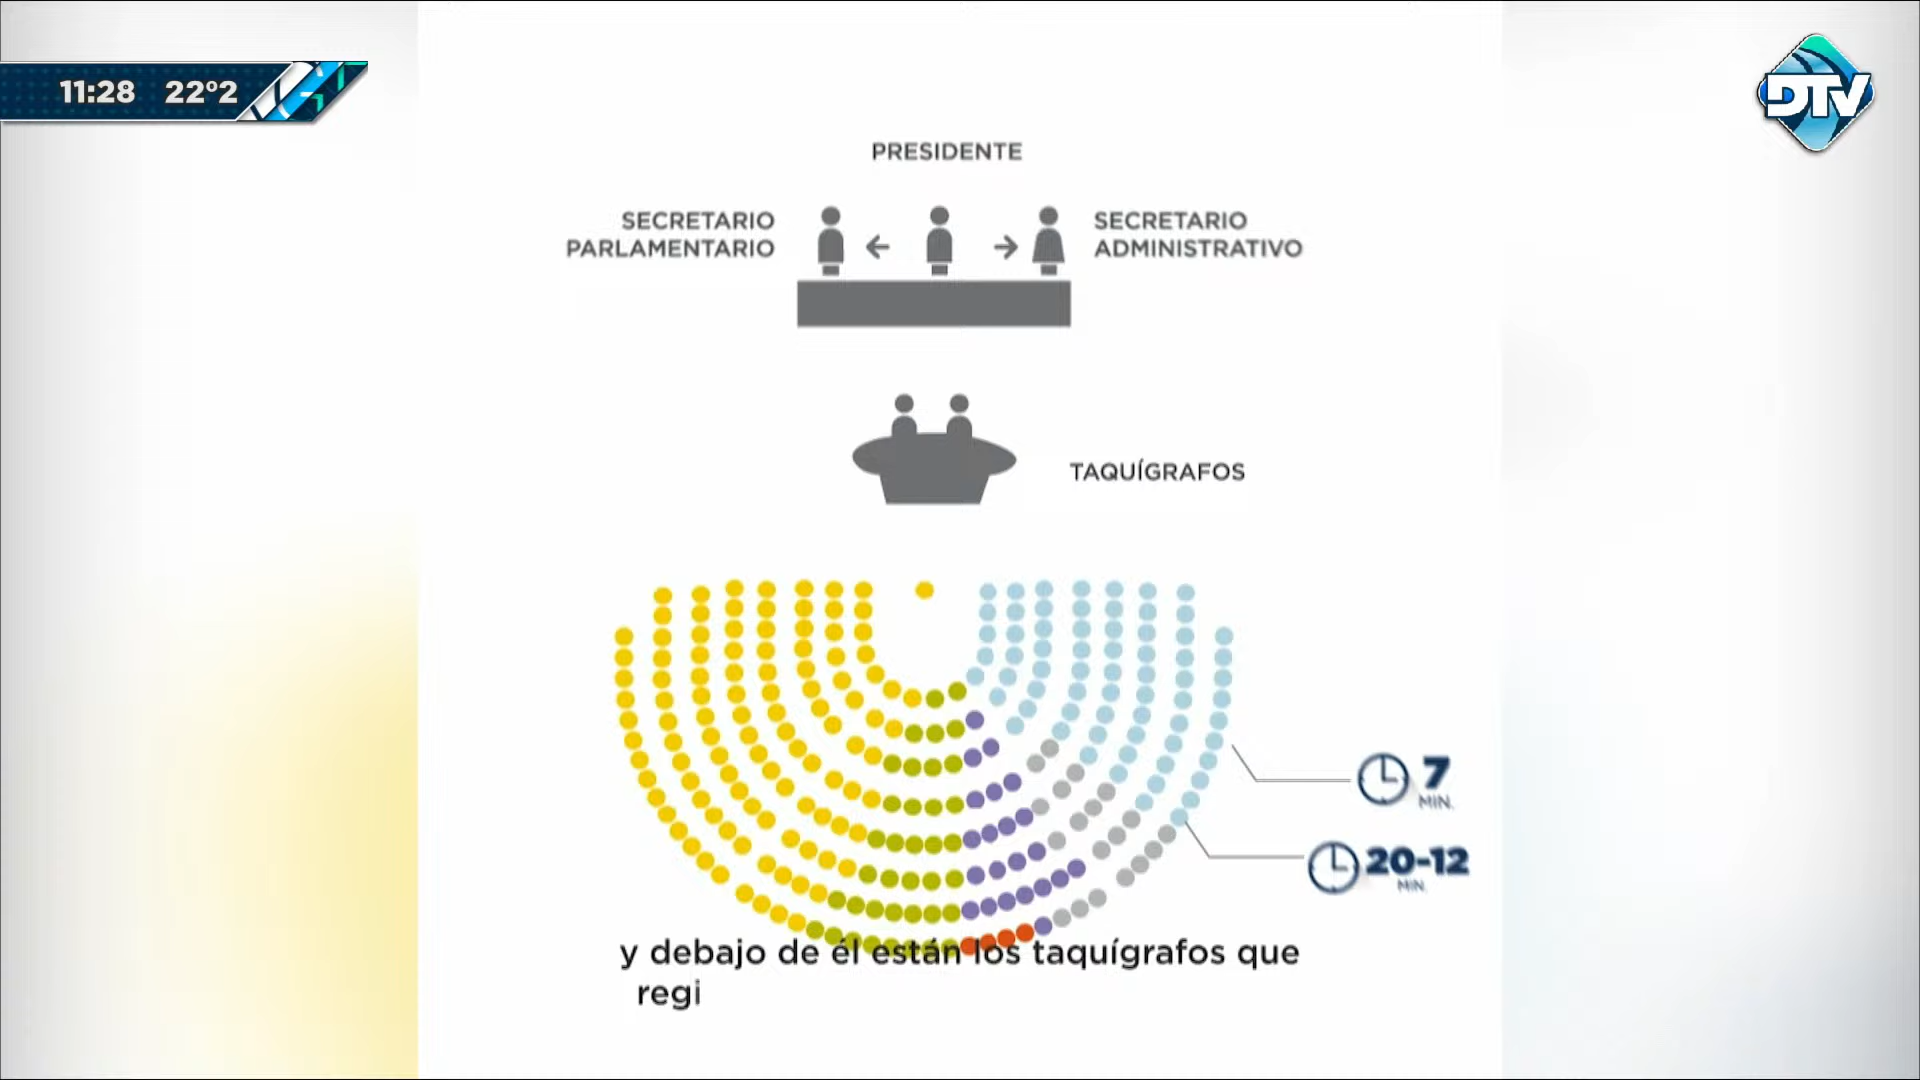 11:28 22º2
DTV
PRESIDENTE
SECRETARIO
PARLAMENTARIO
SECRETARIO
ADMINISTRATIVO
TAQUÍGRAFOS
7
MIN.
20-12
MIN.
y debajo de él están los taquígrafos que
regi